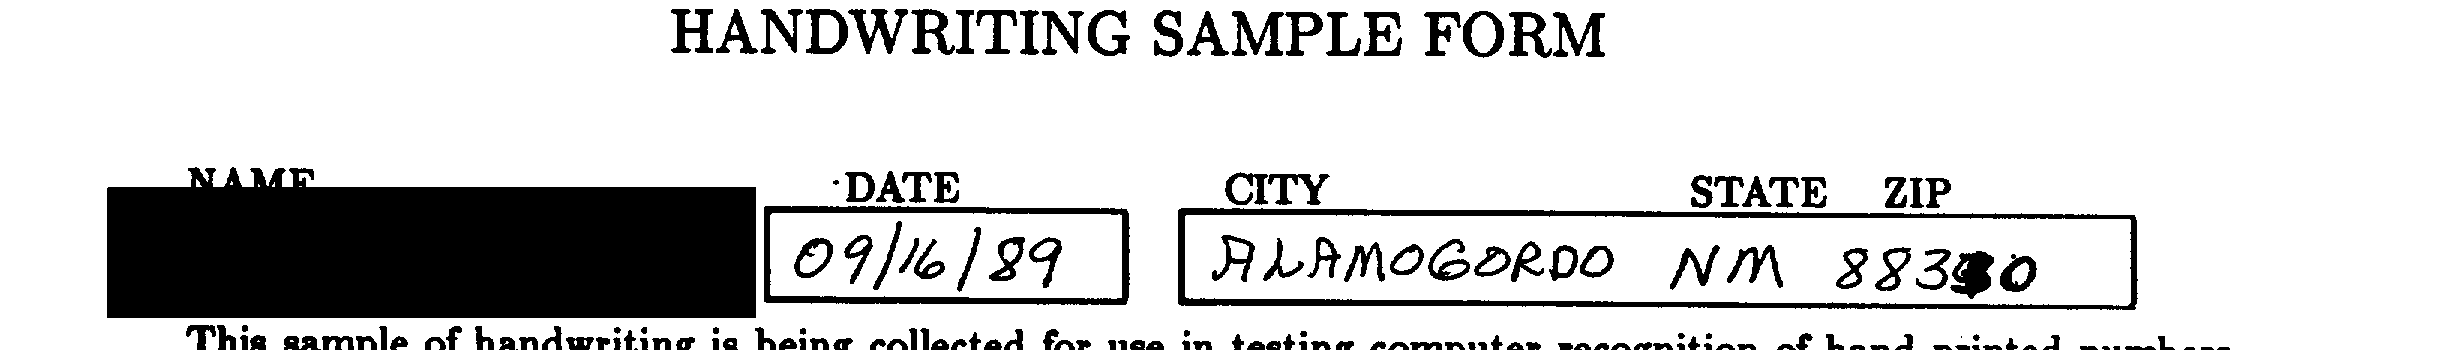 HANDWRITING SAMPLE FORM
NAME DATE CITY STATE ZIP
09/16/89 ALAMOGORDO NM
This sample of handwriting is being collected for use in testing computer recognition of hand printed numbers